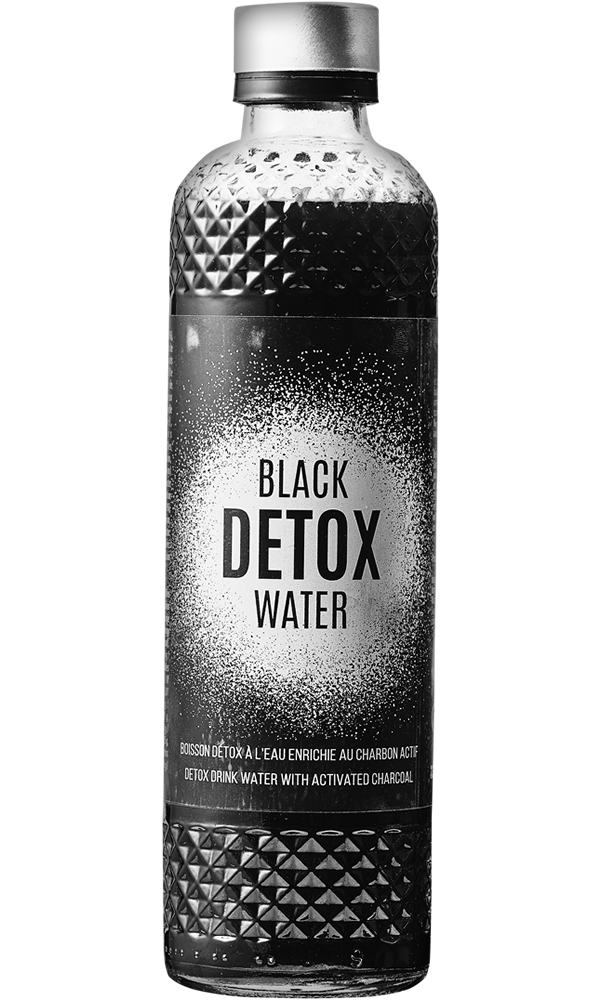 BLACK
DETOX
WATER
BOISSON DÉTOX À L'EAU ENRICHIE AU CHARBON ACTIF
DETOX DRINK WATER WITH ACTIVATED CHARCOAL